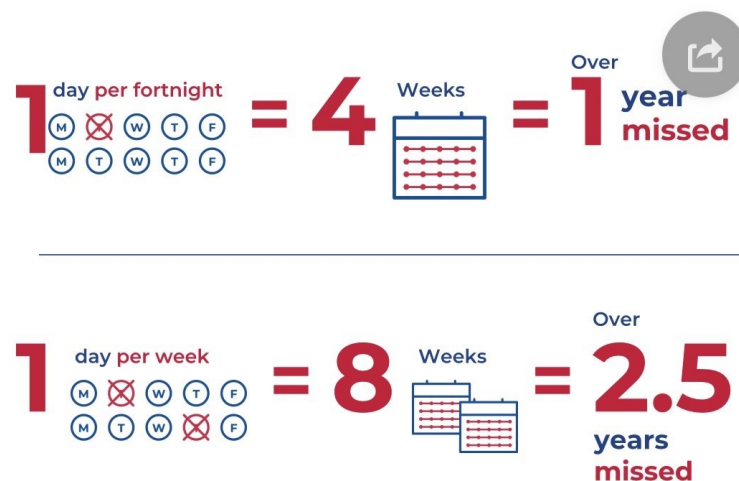 1 day per fortnight = 4 Weeks = Over 1 year missed
M T W T F
M T W T F
1 day per week = 8 Weeks = Over 2.5 years missed
M T W T F
M T W T F